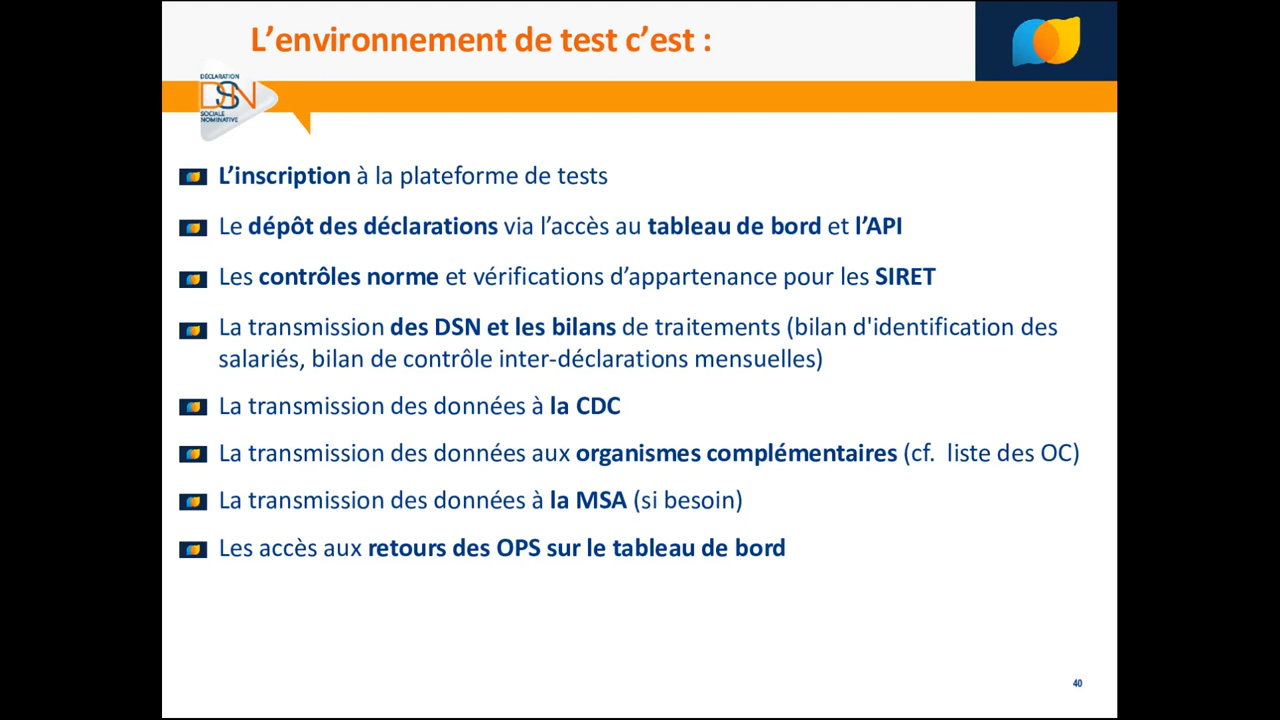 L’environnement de test c’est :
DÉCLARATION
DSN
SOCIALE
NOMINATIVE
L’inscription à la plateforme de tests
Le dépôt des déclarations via l’accès au tableau de bord et l’API
Les contrôles norme et vérifications d’appartenance pour les SIRET
La transmission des DSN et les bilans de traitements (bilan d'identification des
salariés, bilan de contrôle inter-déclarations mensuelles)
La transmission des données à la CDC
La transmission des données aux organismes complémentaires (cf. liste des OC)
La transmission des données à la MSA (si besoin)
Les accès aux retours des OPS sur le tableau de bord
40